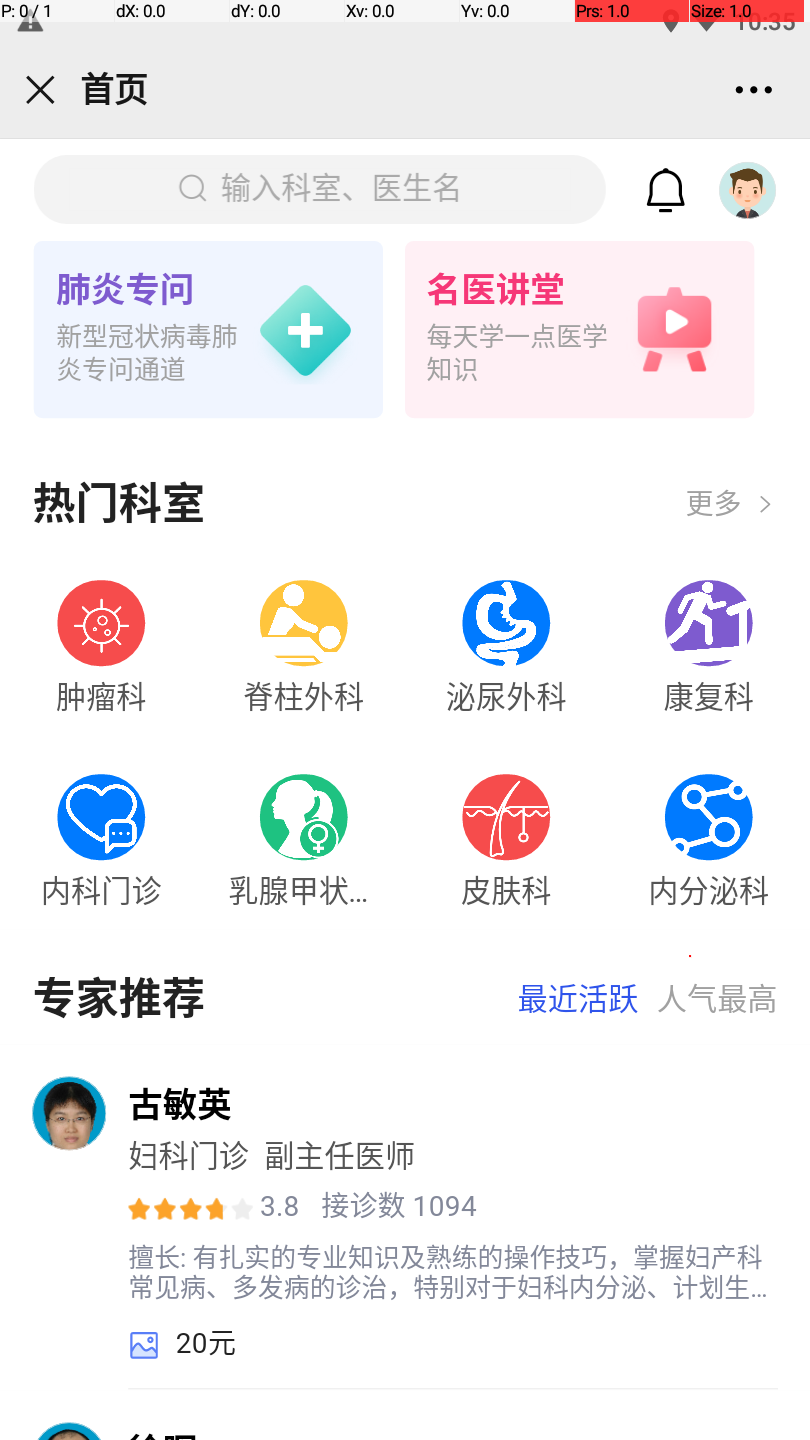 P: 0 / 1 dX: 0.0 dY: 0.0 Xv: 0.0 Yv: 0.0 Prs: 1.0 Size: 1.0
10:35
首页
输入科室、医生名
肺炎专问
新型冠状病毒肺
炎专问通道
名医讲堂
每天学一点医学
知识
热门科室 更多
肿瘤科 脊柱外科 泌尿外科 康复科
内科门诊 乳腺甲状... 皮肤科 内分泌科
专家推荐 最近活跃 人气最高
古敏英
妇科门诊 副主任医师
3.8 接诊数 1094
擅长: 有扎实的专业知识及熟练的操作技巧，掌握妇产科
常见病、多发病的诊治，特别对于妇科内分泌、计划生...
20元